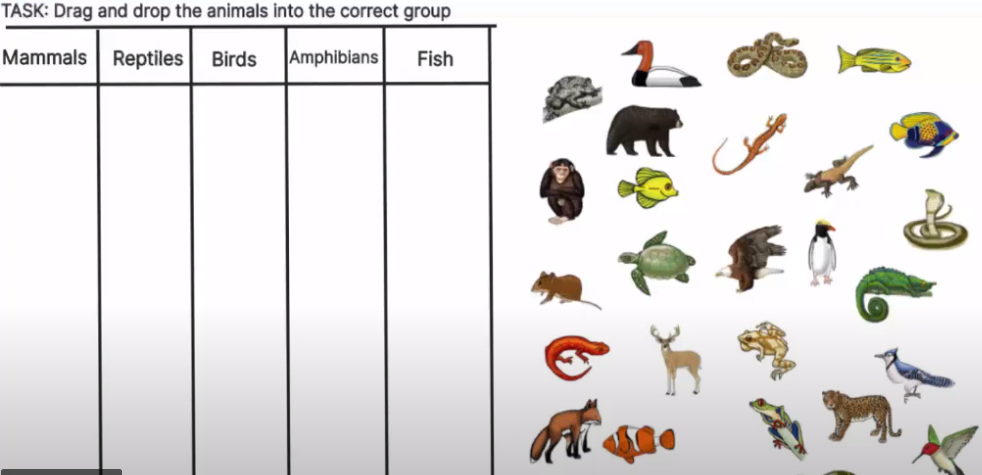 TASK: Drag and drop the animals into the correct group
Mammals Reptiles Birds Amphibians Fish